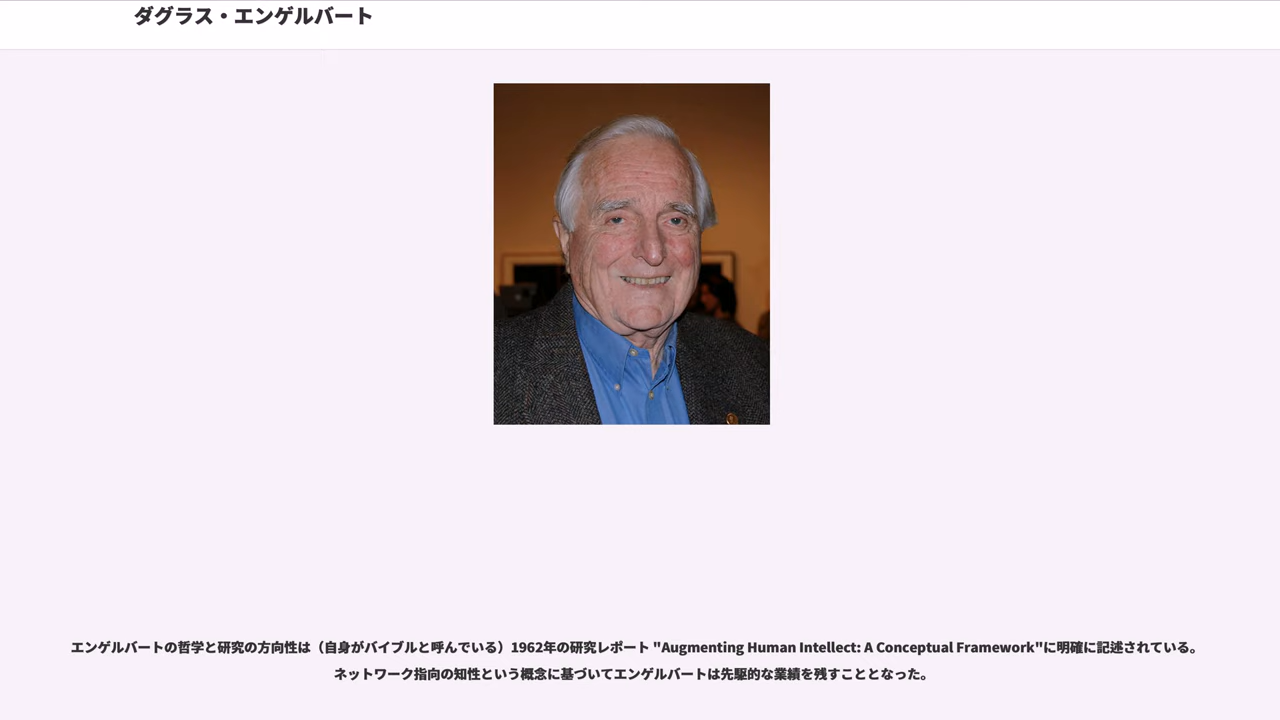 ダグラス・エンゲルバート
エンゲルバートの哲学と研究の方向性は（自身がバイブルと呼んでいる）1962年の研究レポート "Augmenting Human Intellect: A Conceptual Framework"に明確に記述されている。
ネットワーク指向の知性という概念に基づいてエンゲルバートは先駆的な業績を残すこととなった。